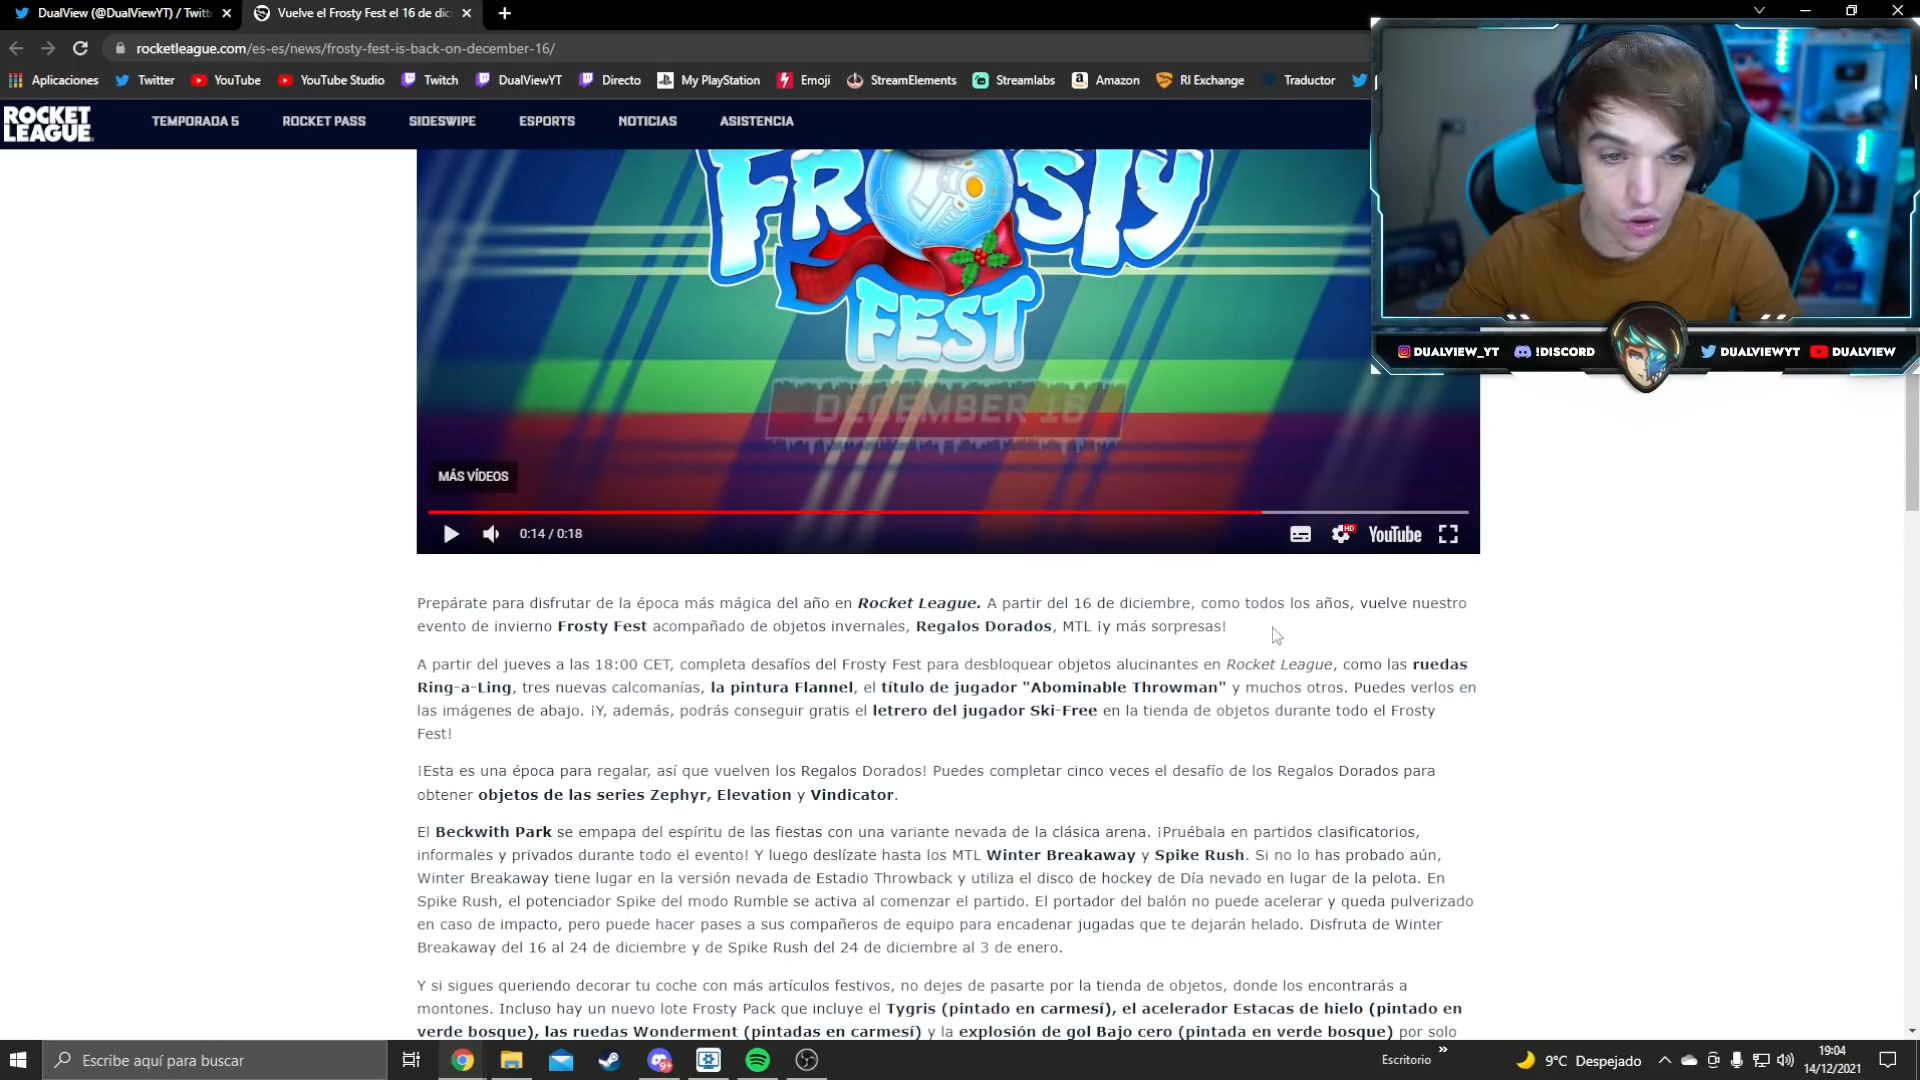 DualView (@DualViewYT) / Twitt
Vuelve el Frosty Fest el 16 de dic
rocketleague.com/es-es/news/frosty-fest-is-back-on-december-16/
Aplicaciones Twitter YouTube YouTube Studio Twitch DualViewYT Directo My PlayStation Emoji StreamElements Streamlabs Amazon RI Exchange Traductor
ROCKET LEAGUE
TEMPORADA 5 ROCKET PASS SIDESWIPE ESPORTS NOTICIAS ASISTENCIA
FROSTY
FEST
DECEMBER 16
MÁS VÍDEOS
0:14 / 0:18
HD
YouTube
DUALVIEW_YT !DISCORD DUALVIEWYT DUALVIEW
Prepárate para disfrutar de la época más mágica del año en Rocket League. A partir del 16 de diciembre, como todos los años, vuelve nuestro
evento de invierno Frosty Fest acompañado de objetos invernales, Regalos Dorados, MTL ¡y más sorpresas!
A partir del jueves a las 18:00 CET, completa desafíos del Frosty Fest para desbloquear objetos alucinantes en Rocket League, como las ruedas
Ring-a-Ling, tres nuevas calcomanías, la pintura Flannel, el título de jugador "Abominable Throwman" y muchos otros. Puedes verlos en
las imágenes de abajo. ¡Y, además, podrás conseguir gratis el letrero del jugador Ski-Free en la tienda de objetos durante todo el Frosty
Fest!
¡Esta es una época para regalar, así que vuelven los Regalos Dorados! Puedes completar cinco veces el desafío de los Regalos Dorados para
obtener objetos de las series Zephyr, Elevation y Vindicator.
El Beckwith Park se empapa del espíritu de las fiestas con una variante nevada de la clásica arena. ¡Pruébala en partidos clasificatorios,
informales y privados durante todo el evento! Y luego deslízate hasta los MTL Winter Breakaway y Spike Rush. Si no lo has probado aún,
Winter Breakaway tiene lugar en la versión nevada de Estadio Throwback y utiliza el disco de hockey de Día nevado en lugar de la pelota. En
Spike Rush, el potenciador Spike del modo Rumble se activa al comenzar el partido. El portador del balón no puede acelerar y queda pulverizado
en caso de impacto, pero puede hacer pases a sus compañeros de equipo para encadenar jugadas que te dejarán helado. Disfruta de Winter
Breakaway del 16 al 24 de diciembre y de Spike Rush del 24 de diciembre al 3 de enero.
Y si sigues queriendo decorar tu coche con más artículos festivos, no dejes de pasarte por la tienda de objetos, donde los encontrarás a
montones. Incluso hay un nuevo lote Frosty Pack que incluye el Tygris (pintado en carmesí), el acelerador Estacas de hielo (pintado en
verde bosque), las ruedas Wonderment (pintadas en carmesí) y la explosión de gol Bajo cero (pintada en verde bosque) por solo
Escribe aquí para buscar
9+
Escritorio
9°C Despejado
19:04
14/12/2021